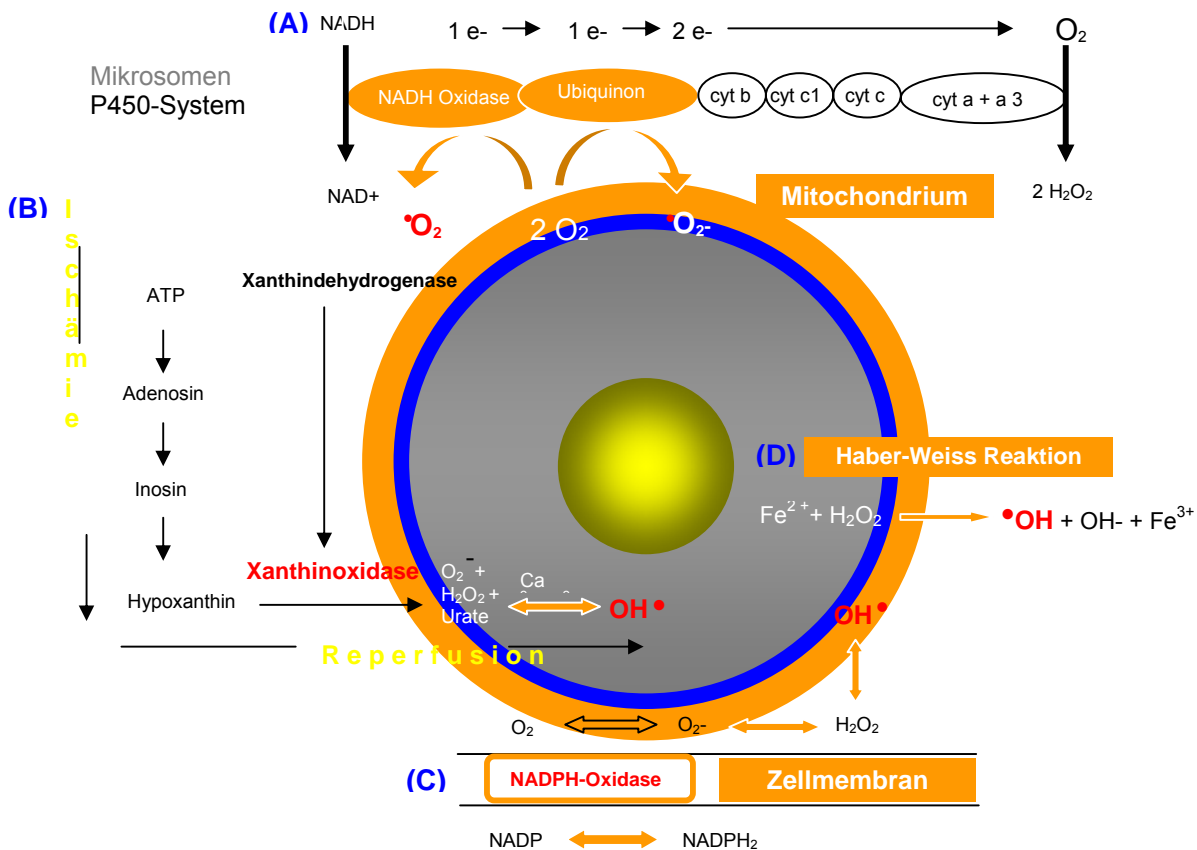 (A) NADH 1 e- 1 e- 2 e- O₂
Mikrosomen
P450-System
NADH Oxidase Ubiquinon cyt b cyt c1 cyt c cyt a + a 3
NAD+ Mitochondrium 2 H₂O₂
•O₂ 2 O₂ •O₂-
(B) Ischämie
Xanthindehydrogenase
ATP
Adenosin
Inosin
Hypoxanthin
Xanthinoxidase
O₂⁻ +
H₂O₂ +
Urate
Ca
OH•
Reperfusion
(D) Haber-Weiss Reaktion
Fe²⁺ + H₂O₂ •OH + OH- + Fe³⁺
OH•
O₂ O₂- H₂O₂
(C) NADPH-Oxidase Zellmembran
NADP NADPH₂